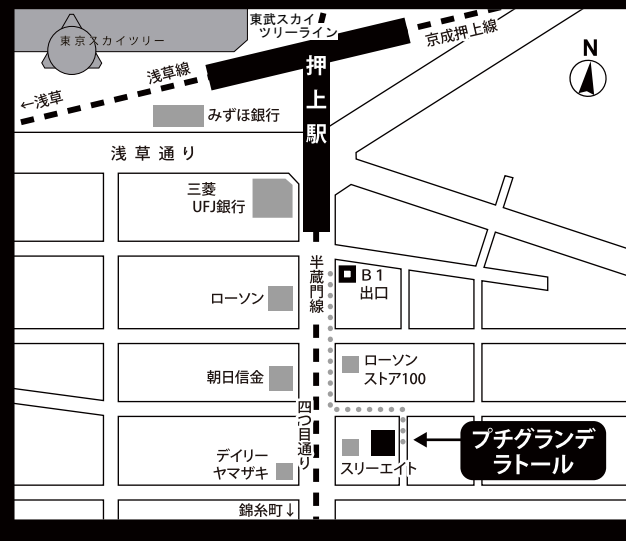 東武スカイ
ツリーライン
東京スカイツリー
京成押上線
N
浅草線
←浅草
押上駅
みずほ銀行
浅草通り
三菱
UFJ銀行
半蔵門線
B1
出口
ローソン
ローソン
ストア100
朝日信金
四つ目通り
プチグランデ
ラトール
デイリー
ヤマザキ
スリーエイト
錦糸町↓